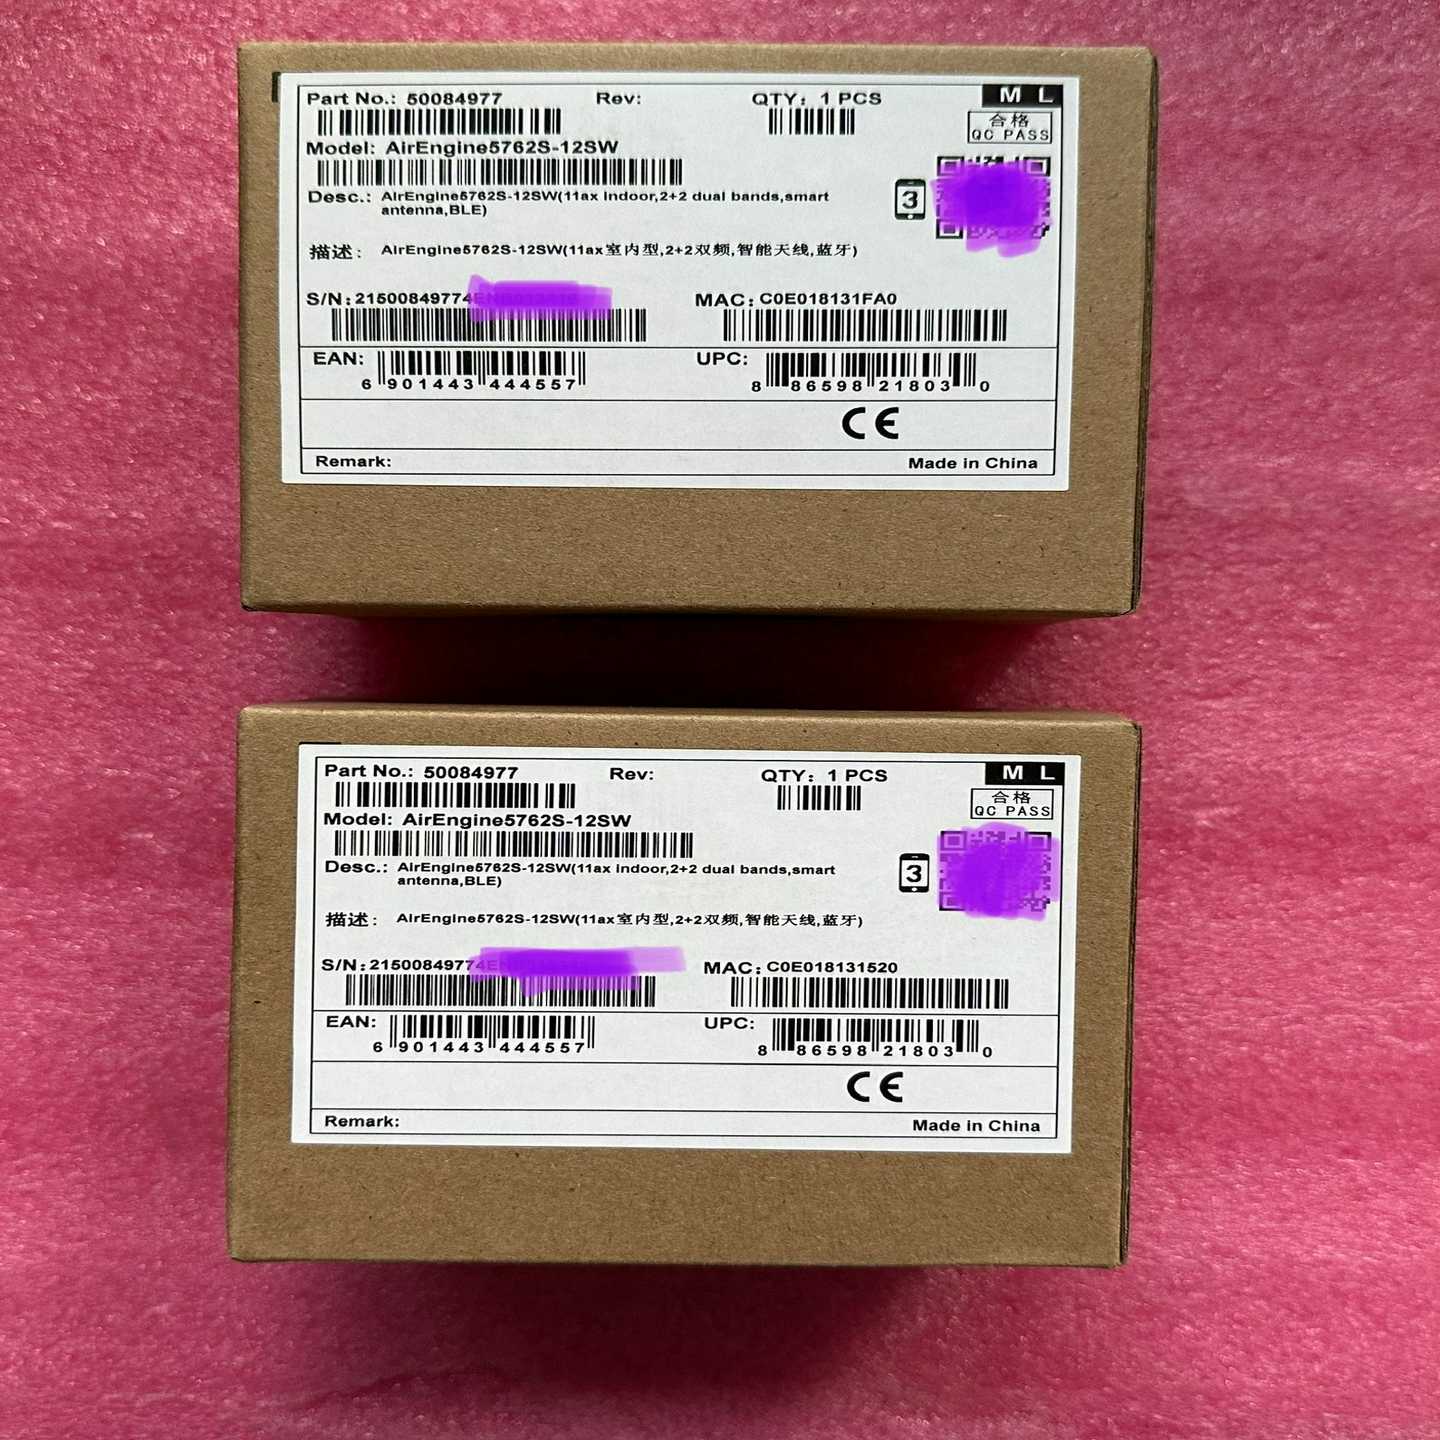 Part No.: 50084977 Rev: QTY: 1 PCS M L
合格
QC PASS
Model: AirEngine5762S-12SW
Desc.: AirEngine5762S-12SW(11ax indoor,2+2 dual bands,smart
antenna,BLE)
3
描述: AirEngine5762S-12SW(11ax室内型,2+2双频,智能天线,蓝牙)
S/N: 21500849774 MAC: C0E018131FA0
EAN: 6 901443 444557 UPC: 8 86598 21803 0
CE
Remark: Made in China
Part No.: 50084977 Rev: QTY: 1 PCS M L
合格
QC PASS
Model: AirEngine5762S-12SW
Desc.: AirEngine5762S-12SW(11ax indoor,2+2 dual bands,smart
antenna,BLE)
3
描述: AirEngine5762S-12SW(11ax室内型,2+2双频,智能天线,蓝牙)
S/N: 21500849774 MAC: C0E018131520
EAN: 6 901443 444557 UPC: 8 86598 21803 0
CE
Remark: Made in China